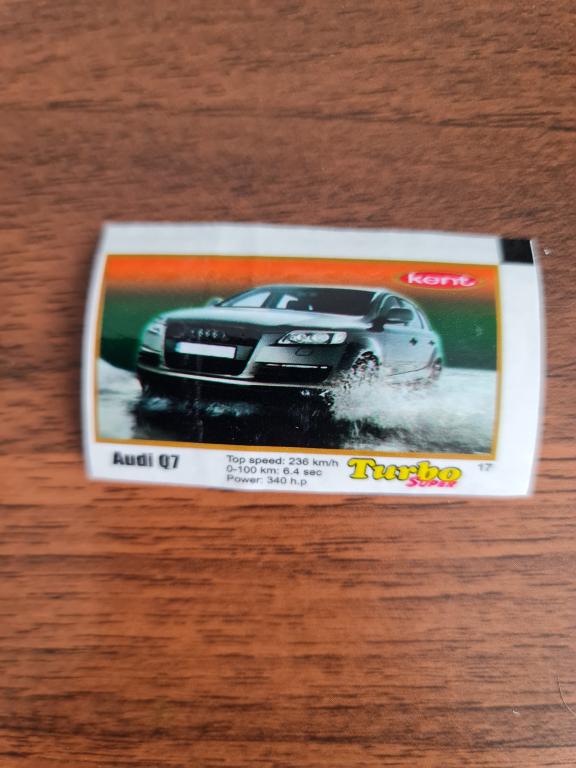 kent
Audi Q7
Top speed: 236 km/h
0-100 km: 6.4 sec
Power: 340 h.p
Turbo
SUPER
17